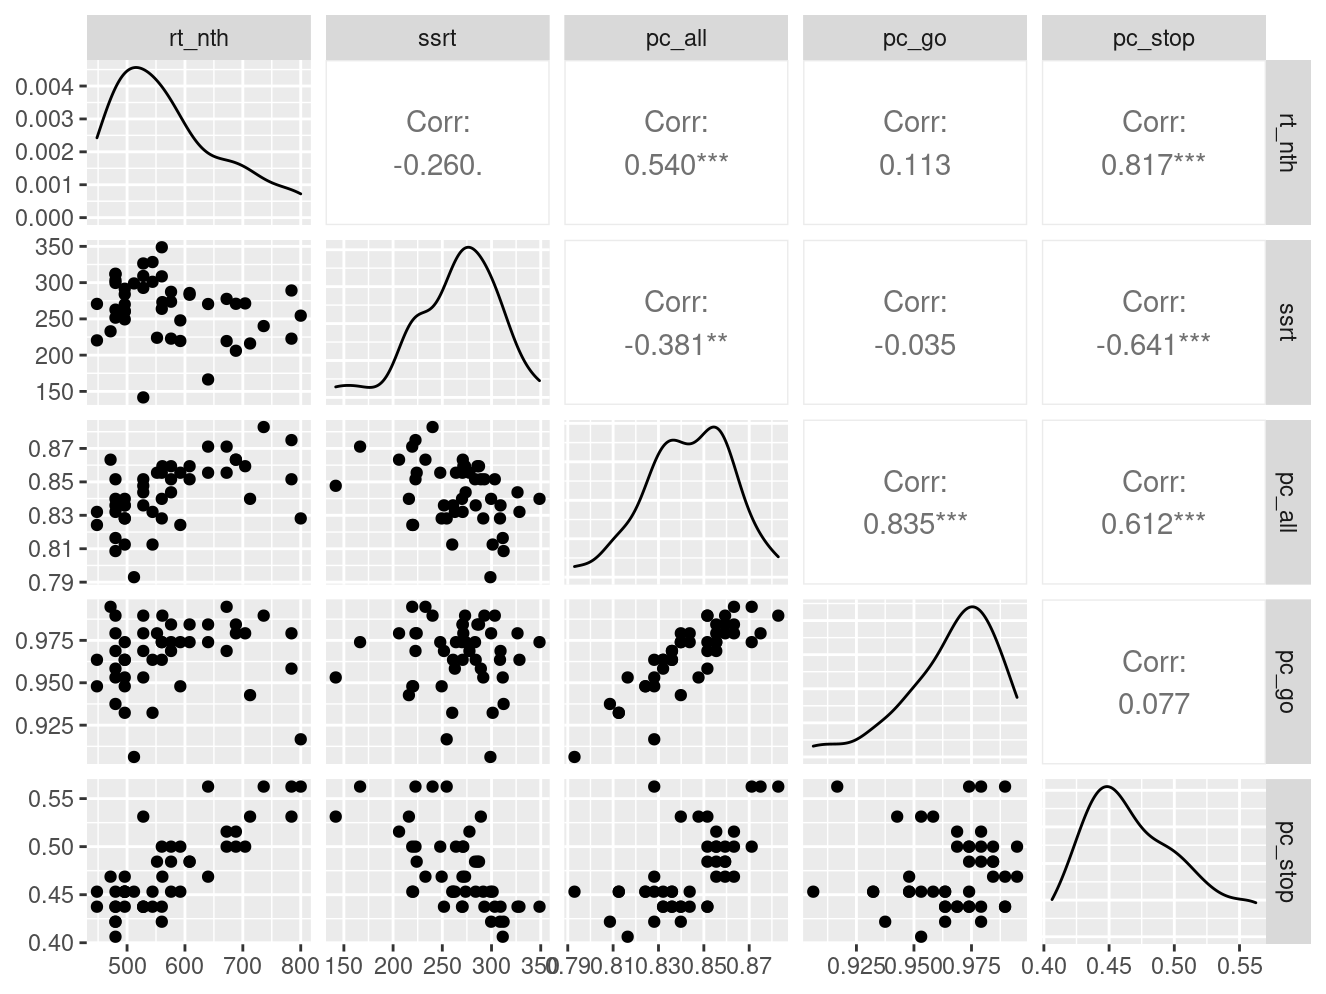 rt_nth ssrt pc_all pc_go pc_stop
0.004
0.003
0.002
0.001
0.000
Corr:
-0.260.
Corr:
0.540***
Corr:
0.113
Corr:
0.817***
rt_nth
350
300
250
200
150
Corr:
-0.381**
Corr:
-0.035
Corr:
-0.641***
ssrt
0.87
0.85
0.83
0.81
0.79
Corr:
0.835***
Corr:
0.612***
pc_all
0.975
0.950
0.925
Corr:
0.077
pc_go
0.55
0.50
0.45
0.40
pc_stop
500 600 700 800 150 200 250 300 350 0.79 0.81 0.83 0.85 0.87 0.925 0.950 0.975 0.40 0.45 0.50 0.55